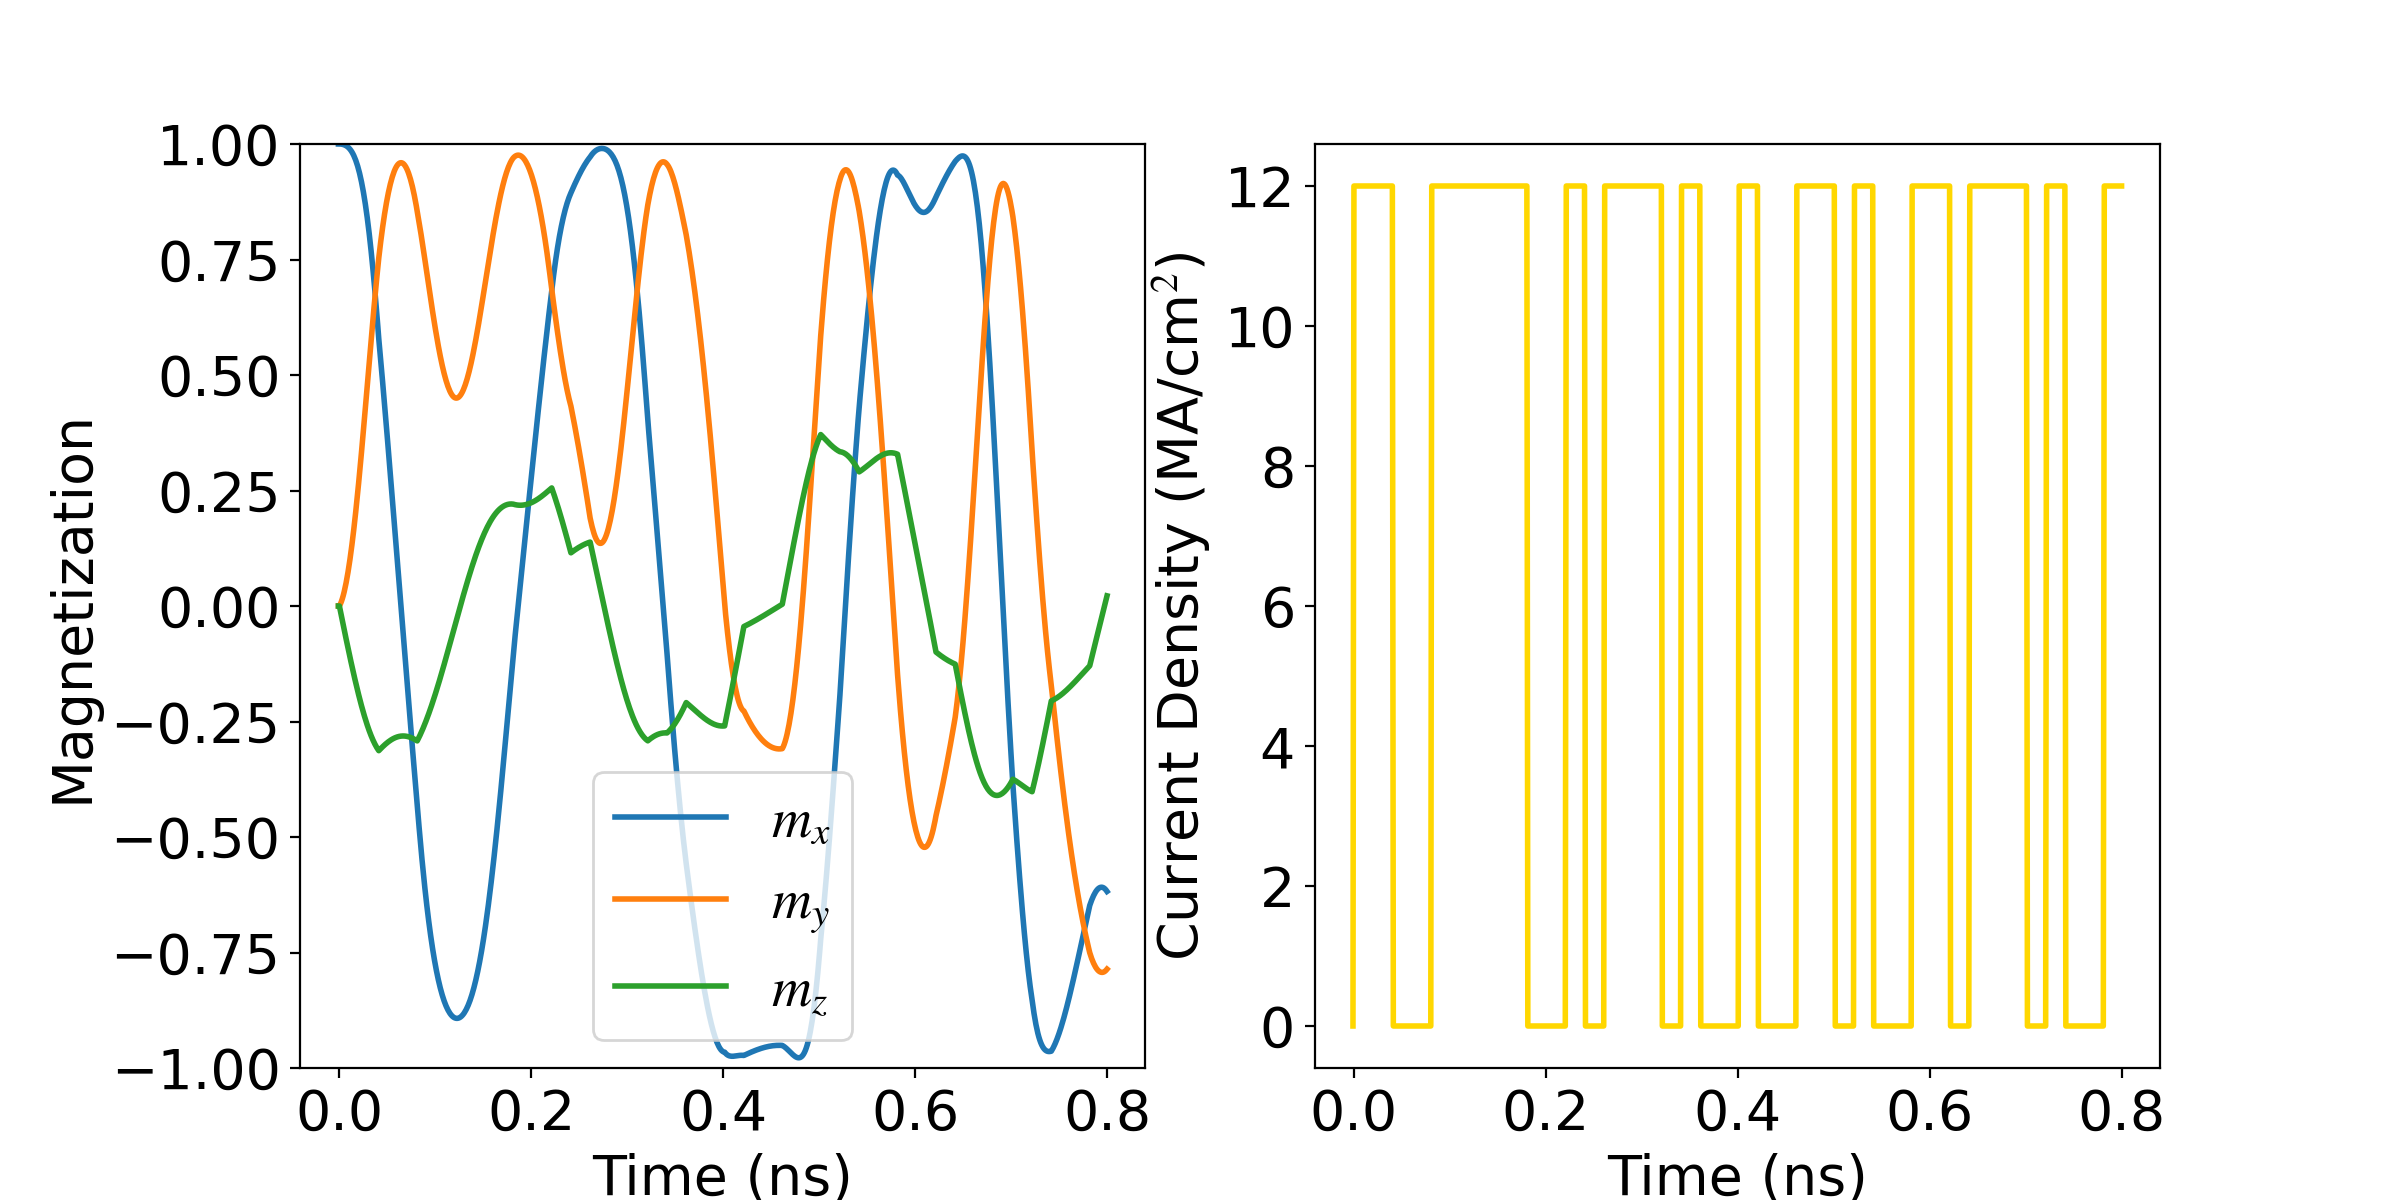 Magnetization
1.00
0.75
0.50
0.25
0.00
−0.25
−0.50
−0.75
−1.00
0.0 0.2 0.4 0.6 0.8
Time (ns)
m_x
m_y
m_z
Current Density (MA/cm²)
12
10
8
6
4
2
0
0.0 0.2 0.4 0.6 0.8
Time (ns)